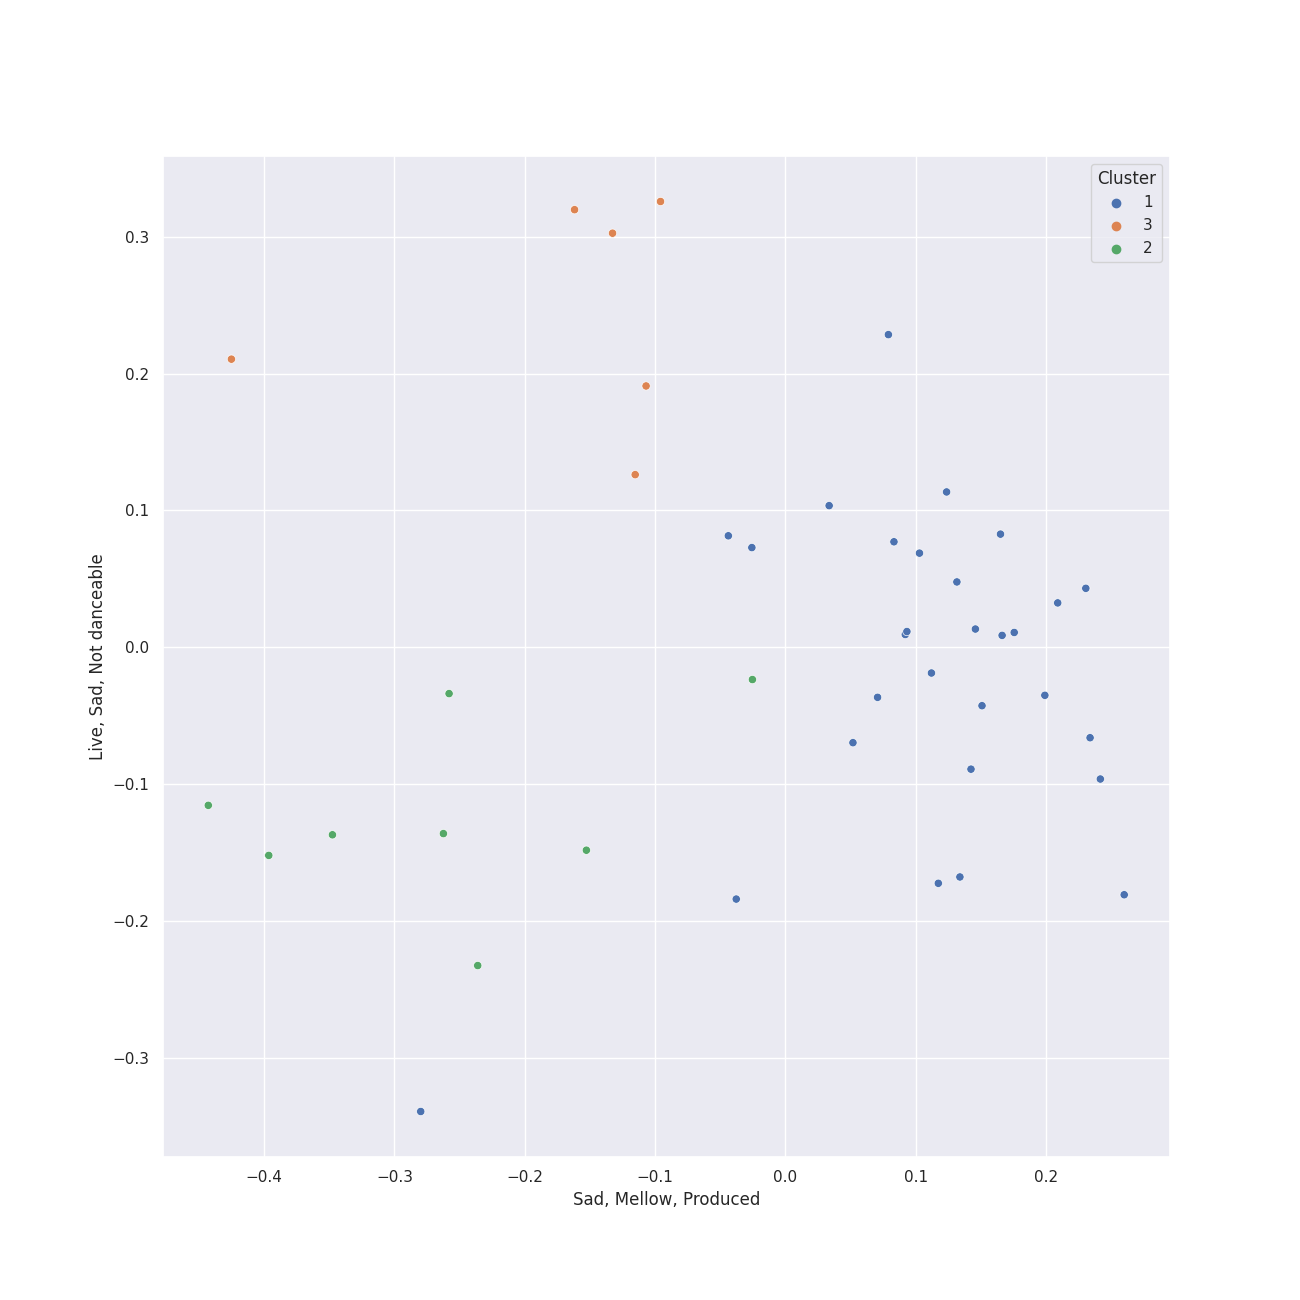 Cluster
1
3
2
0.3
0.2
0.1
0.0
−0.1
−0.2
−0.3
Live, Sad, Not danceable
−0.4 −0.3 −0.2 −0.1 0.0 0.1 0.2
Sad, Mellow, Produced